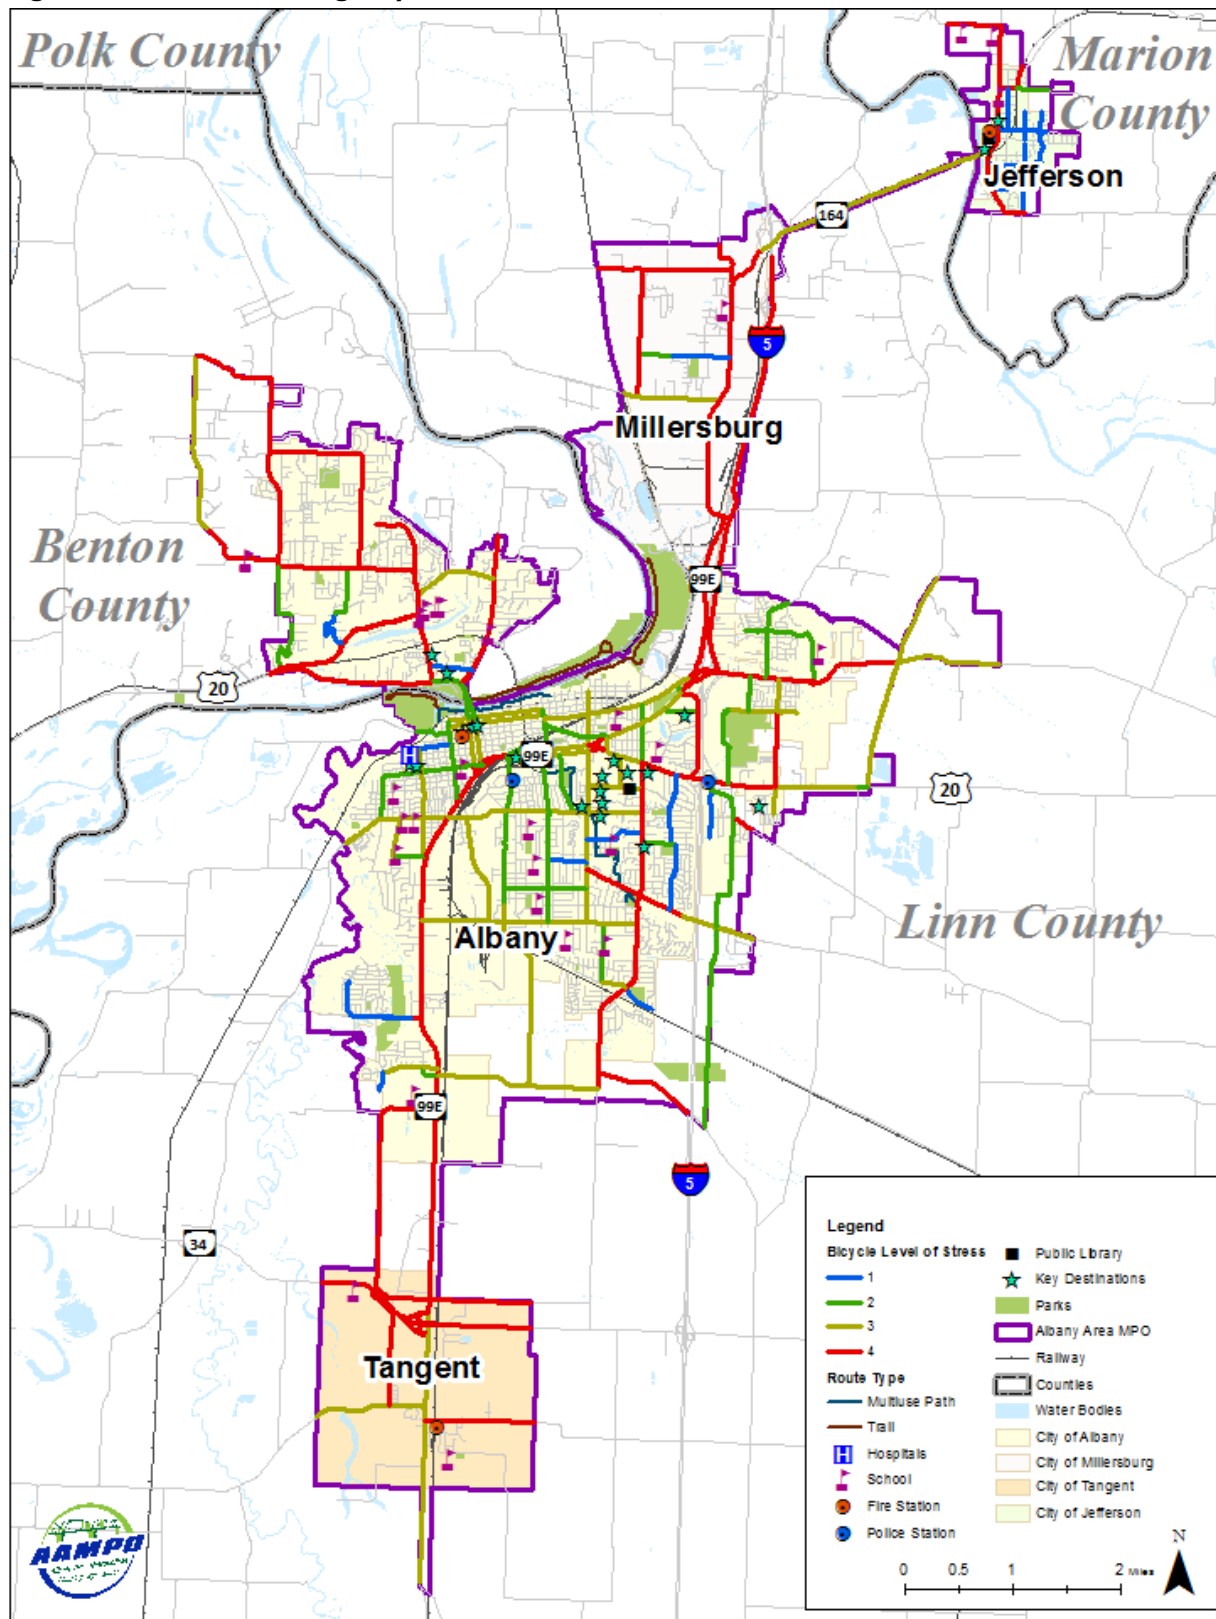 Polk County
Marion
County
Jefferson
164
5
Millersburg
Benton
County
99E
20
99E
20
Linn County
Albany
99E
5
34
Tangent
AAMPO
Legend
Bicycle Level of Stress
1
2
3
4
Route Type
Multiuse Path
Trail
H Hospitals
School
Fire Station
Police Station
Public Library
Key Destinations
Parks
Albany Area MPO
Railway
Counties
Water Bodies
City of Albany
City of Millersburg
City of Tangent
City of Jefferson
N
0 0.5 1 2 Miles